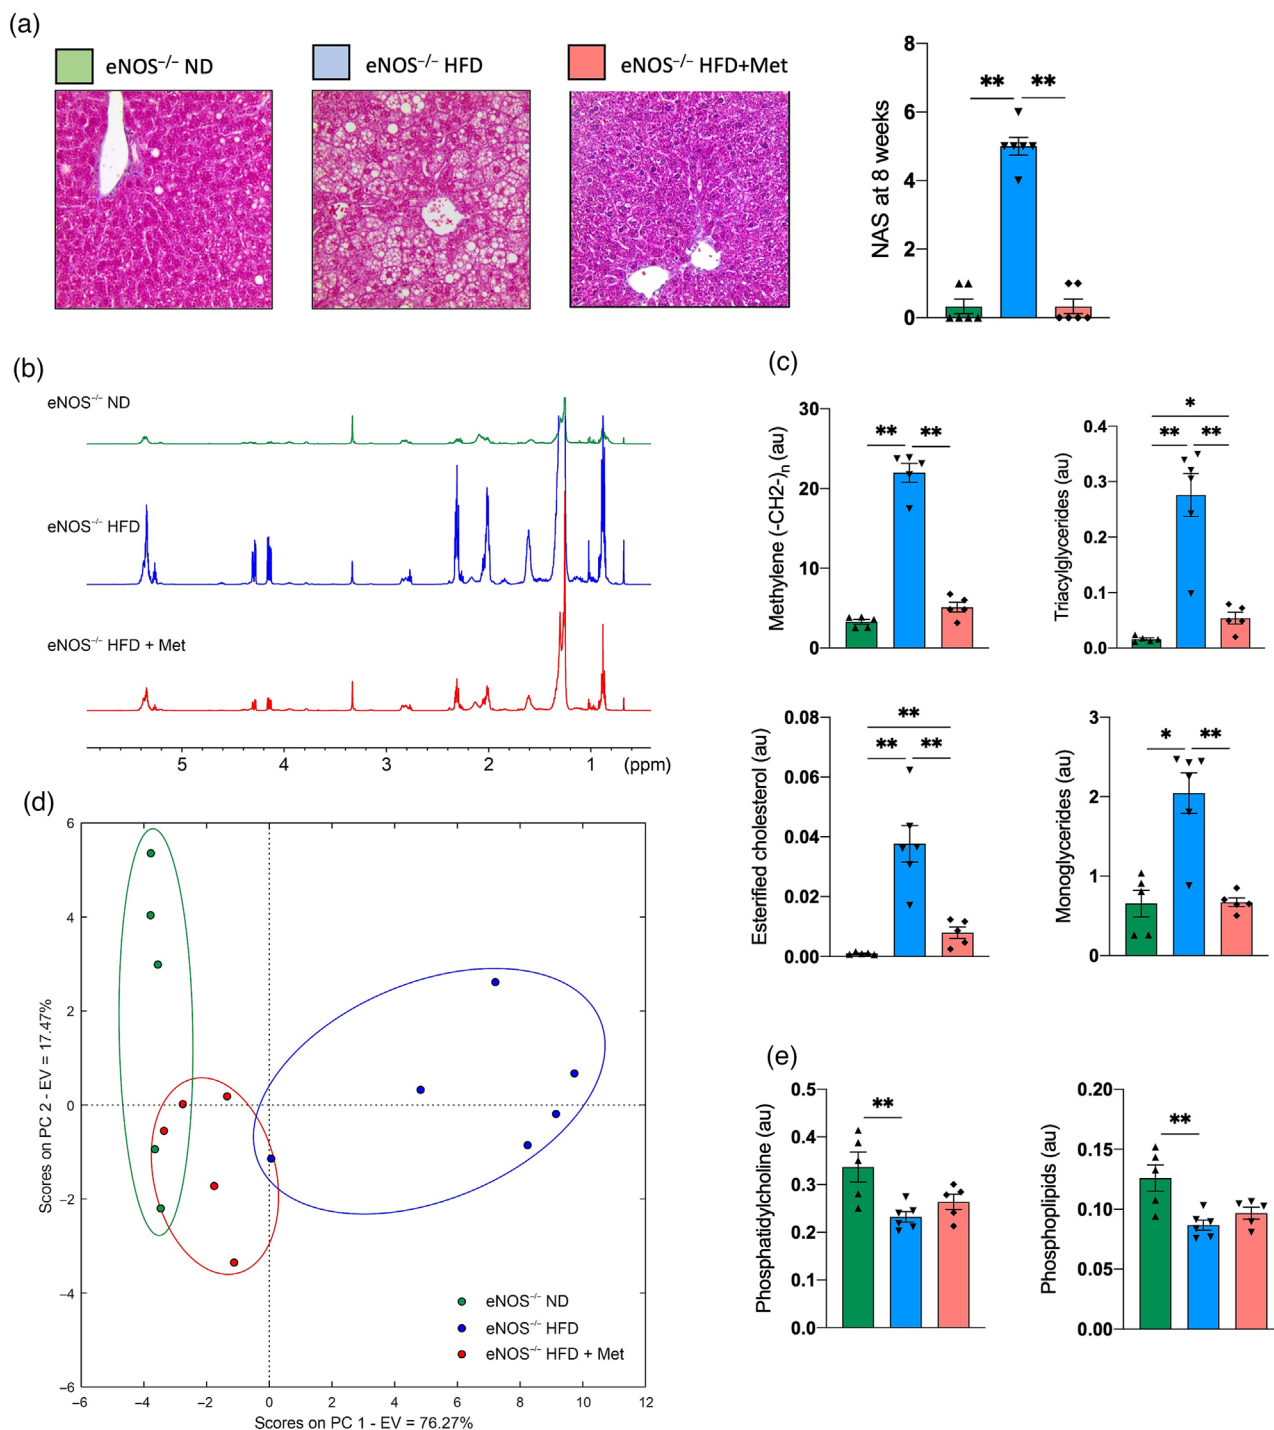 (a)
eNOS–/– ND
eNOS–/– HFD
eNOS–/– HFD+Met
NAS at 8 weeks
8
6
4
2
0
** **
(b)
eNOS–/– ND
eNOS–/– HFD
eNOS–/– HFD + Met
5 4 3 2 1 (ppm)
(c)
Methylene (-CH2-)n (au)
30
20
10
0
** **
Triacylglycerides (au)
0.4
0.3
0.2
0.1
0.0
*
** **
Esterified cholesterol (au)
0.08
0.06
0.04
0.02
0.00
**
** **
Monoglycerides (au)
3
2
1
0
* **
(d)
Scores on PC 2 - EV = 17.47%
6
4
2
0
−2
−4
−6
−6 −4 −2 0 2 4 6 8 10 12
Scores on PC 1 - EV = 76.27%
eNOS–/– ND
eNOS–/– HFD
eNOS–/– HFD + Met
(e)
Phosphatidylcholine (au)
0.5
0.4
0.3
0.2
0.1
0.0
**
Phosphoplipids (au)
0.20
0.15
0.10
0.05
0.00
**